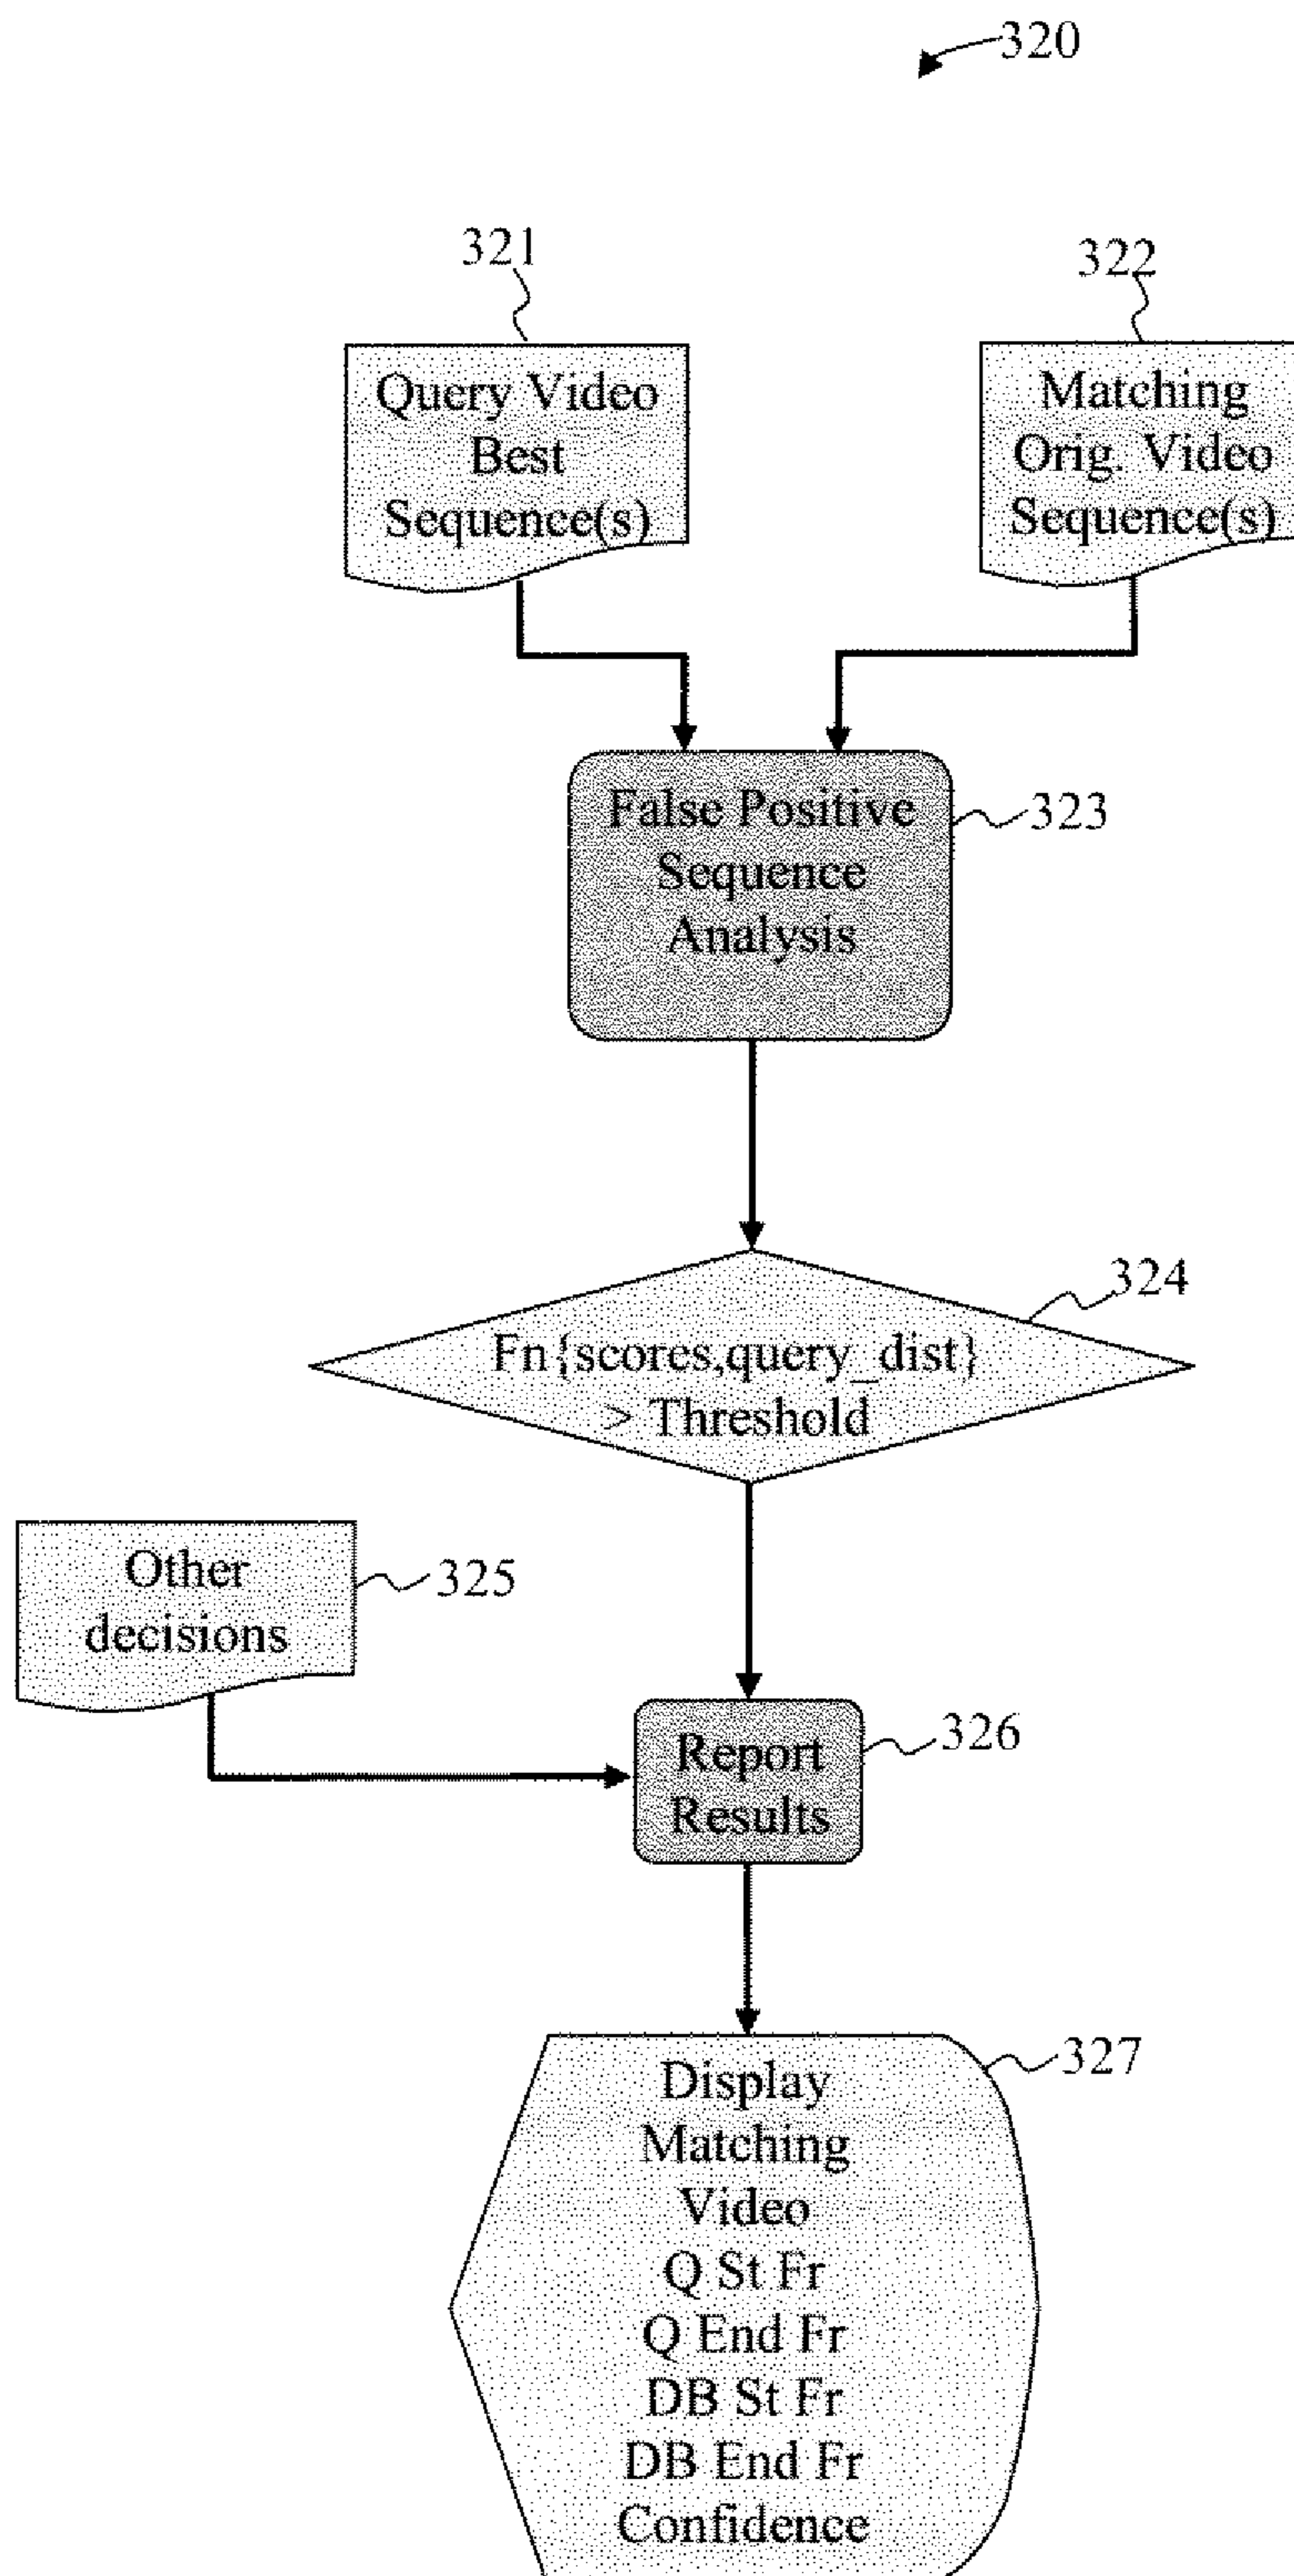 320
321
322
Query Video
Best
Sequence(s)
Matching
Orig. Video
Sequence(s)
False Positive
Sequence
Analysis
323
324
Fn{scores,query_dist}
> Threshold
Other
decisions
325
Report
Results
326
327
Display
Matching
Video
Q St Fr
Q End Fr
DB St Fr
DB End Fr
Confidence